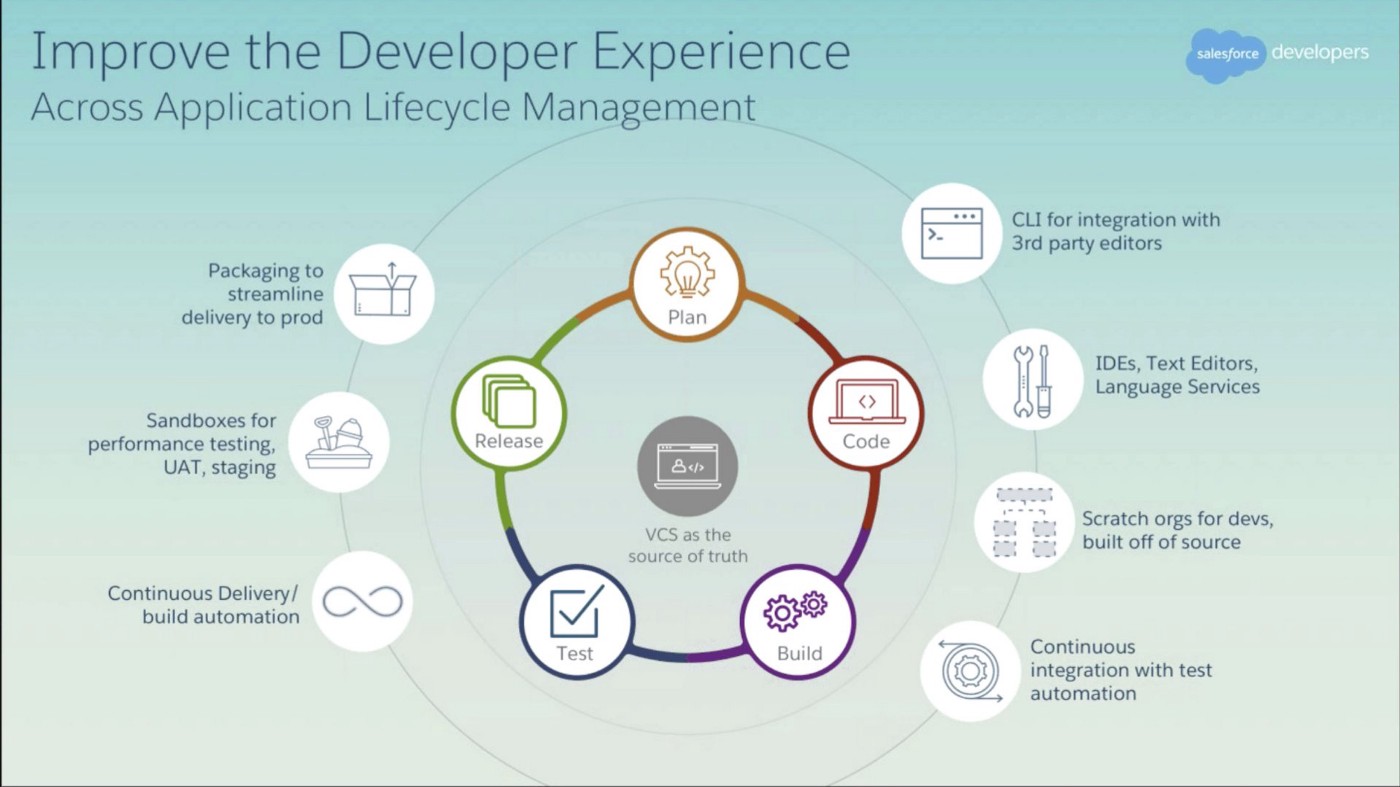 Improve the Developer Experience
Across Application Lifecycle Management
salesforce developers
CLI for integration with
3rd party editors
IDEs, Text Editors,
Language Services
Scratch orgs for devs,
built off of source
Continuous
integration with test
automation
Packaging to
streamline
delivery to prod
Sandboxes for
performance testing,
UAT, staging
Continuous Delivery/
build automation
Plan
Code
Build
Test
Release
VCS as the
source of truth